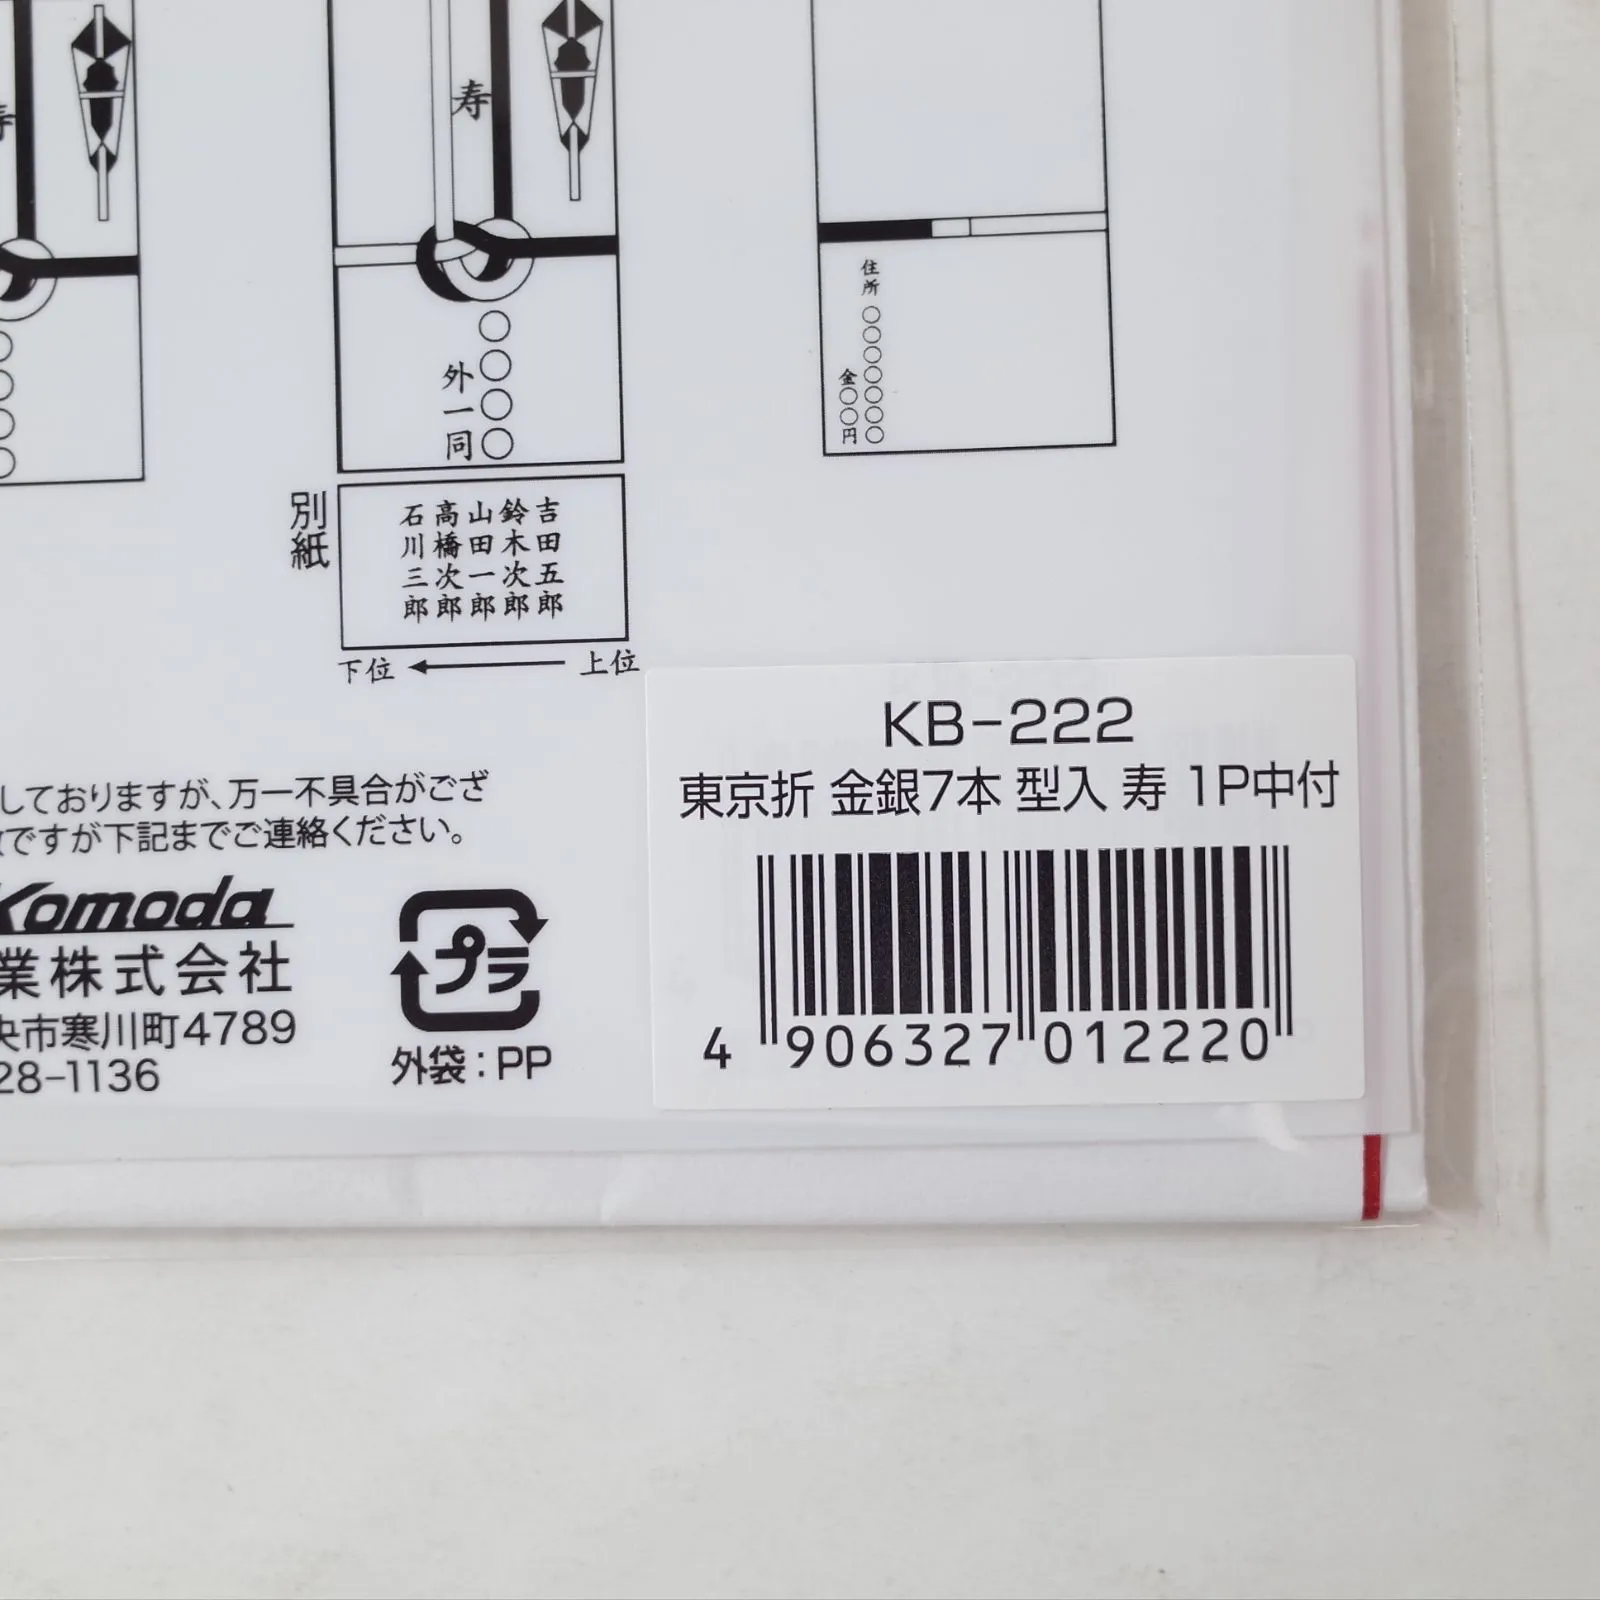 寿
寿
外一同
住所
金〇〇円
別紙
吉田五郎
鈴木次郎
山田一郎
高橋次郎
石川三郎
下位 ← 上位
しておりますが、万一不具合がござ
ですが下記までご連絡ください。
Komoda
業株式会社
央市寒川町4789
28-1136
プラ
外袋：PP
KB-222
東京折 金銀7本 型入 寿 1P中付
4 906327 012220